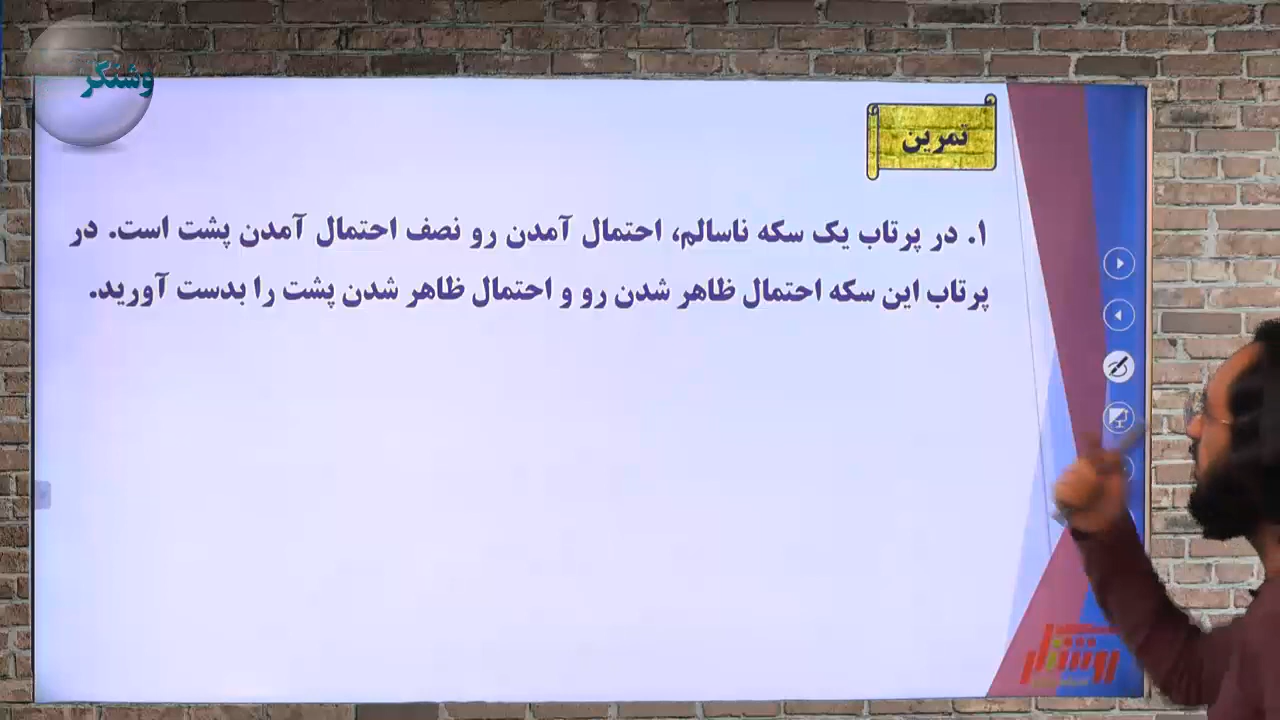 وشتگر
تمرین
۱. در پرتاب یک سکه ناسالم، احتمال آمدن رو نصف احتمال آمدن پشت است. در
پرتاب این سکه احتمال ظاهر شدن رو و احتمال ظاهر شدن پشت را بدست آورید.